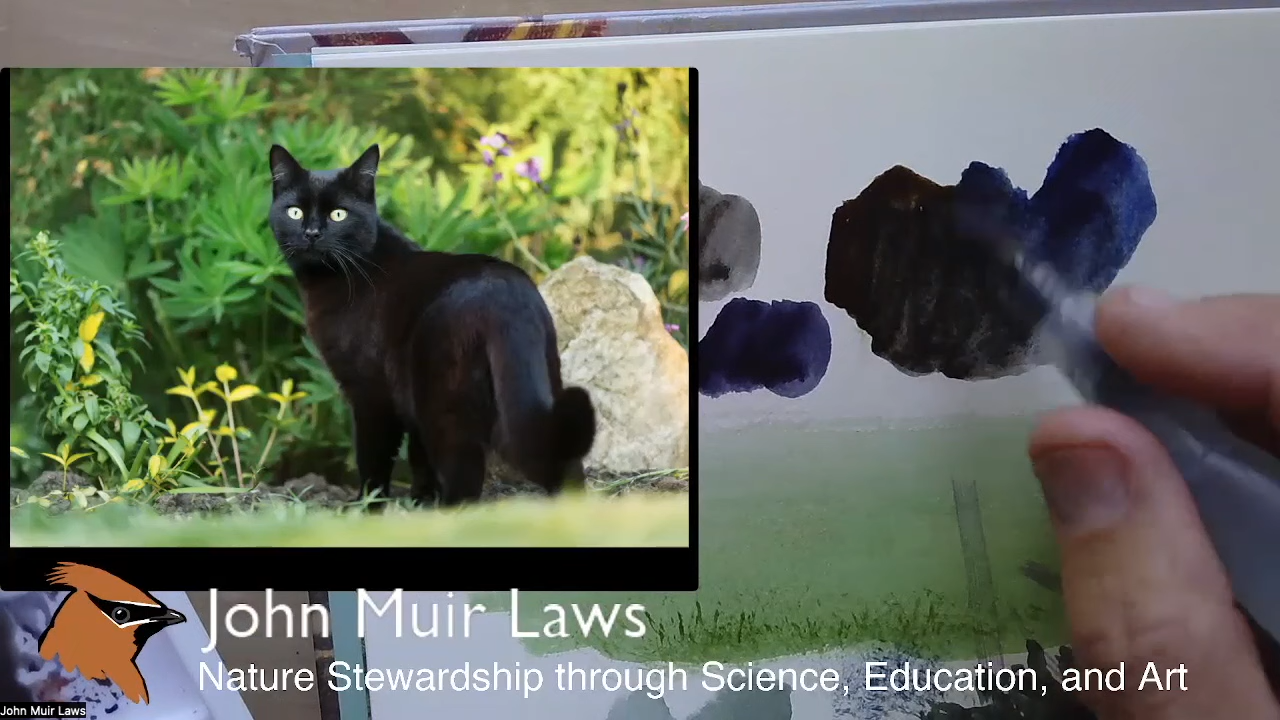 John Muir Laws
Nature Stewardship through Science, Education, and Art
John Muir Laws